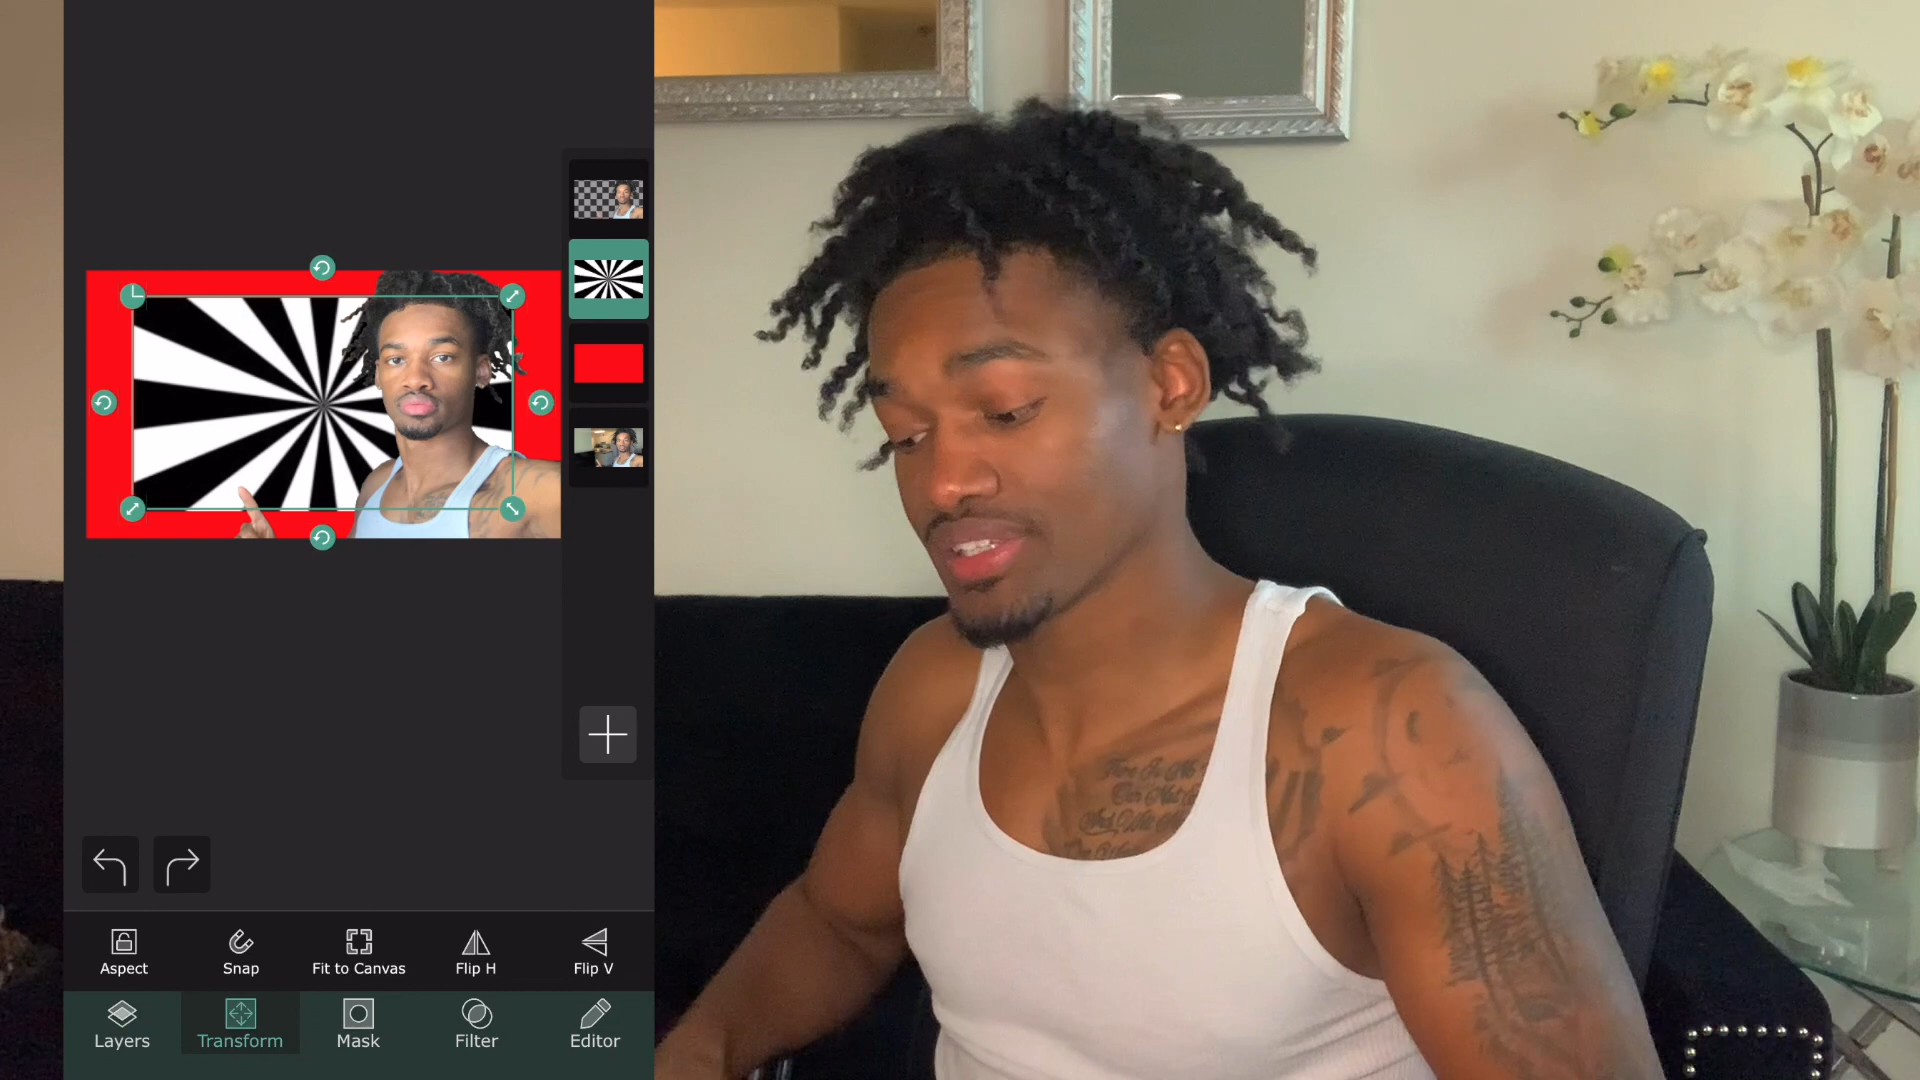 Aspect
Snap
Fit to Canvas
Flip H
Flip V
Layers
Transform
Mask
Filter
Editor